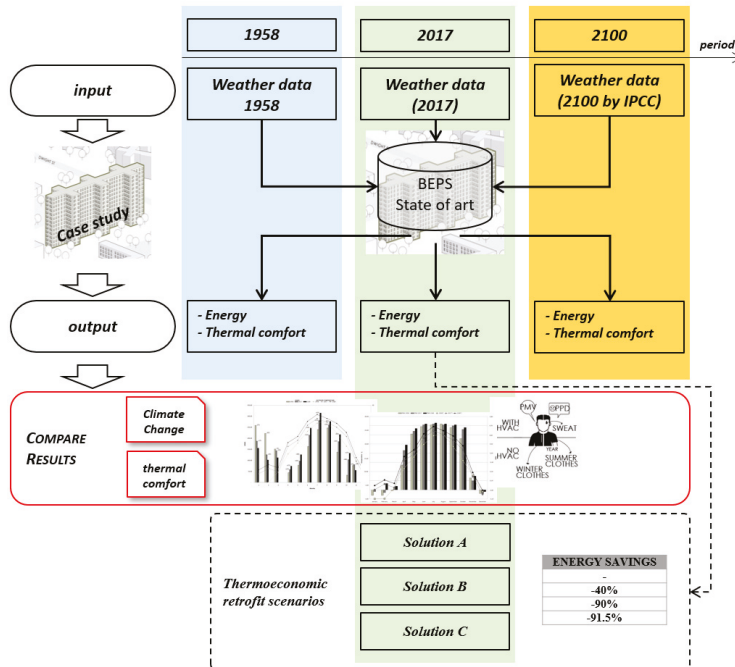 1958
2017
2100
period
input
Weather data
1958
Weather data
(2017)
Weather data
(2100 by IPCC)
BEPS
State of art
Case study
output
- Energy
- Thermal comfort
- Energy
- Thermal comfort
- Energy
- Thermal comfort
COMPARE
RESULTS
Climate
Change
thermal
comfort
PMV
PPD
WITH
HVAC
SWEAT
NO
HVAC
YEAR
WINTER
CLOTHES
SUMMER
CLOTHES
Thermoeconomic
retrofit scenarios
Solution A
Solution B
Solution C
ENERGY SAVINGS
-
-40%
-90%
-91.5%